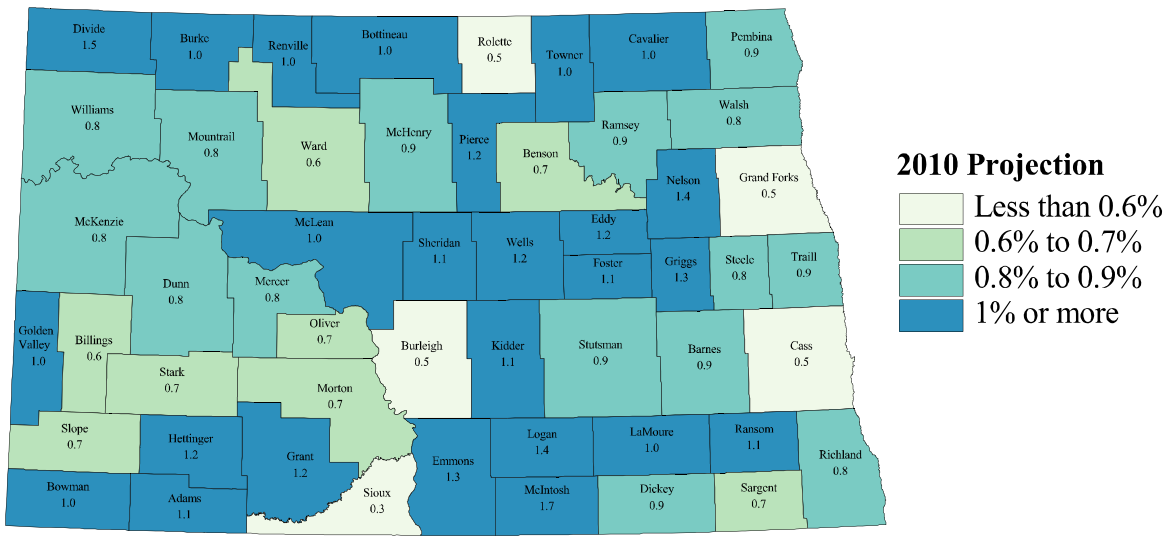 Divide
1.5
Burke
1.0
Renville
1.0
Bottineau
1.0
Rolette
0.5
Towner
1.0
Cavalier
1.0
Pembina
0.9
Williams
0.8
Mountrail
0.8
Ward
0.6
McHenry
0.9
Pierce
1.2
Benson
0.7
Ramsey
0.9
Walsh
0.8
Nelson
1.4
Grand Forks
0.5
McKenzie
0.8
McLean
1.0
Sheridan
1.1
Wells
1.2
Eddy
1.2
Foster
1.1
Griggs
1.3
Steele
0.8
Traill
0.9
Dunn
0.8
Mercer
0.8
Oliver
0.7
Golden
Valley
1.0
Billings
0.6
Stark
0.7
Morton
0.7
Burleigh
0.5
Kidder
1.1
Stutsman
0.9
Barnes
0.9
Cass
0.5
Slope
0.7
Hettinger
1.2
Grant
1.2
Emmons
1.3
Logan
1.4
LaMoure
1.0
Ransom
1.1
Richland
0.8
Bowman
1.0
Adams
1.1
Sioux
0.3
McIntosh
1.7
Dickey
0.9
Sargent
0.7
2010 Projection
Less than 0.6%
0.6% to 0.7%
0.8% to 0.9%
1% or more